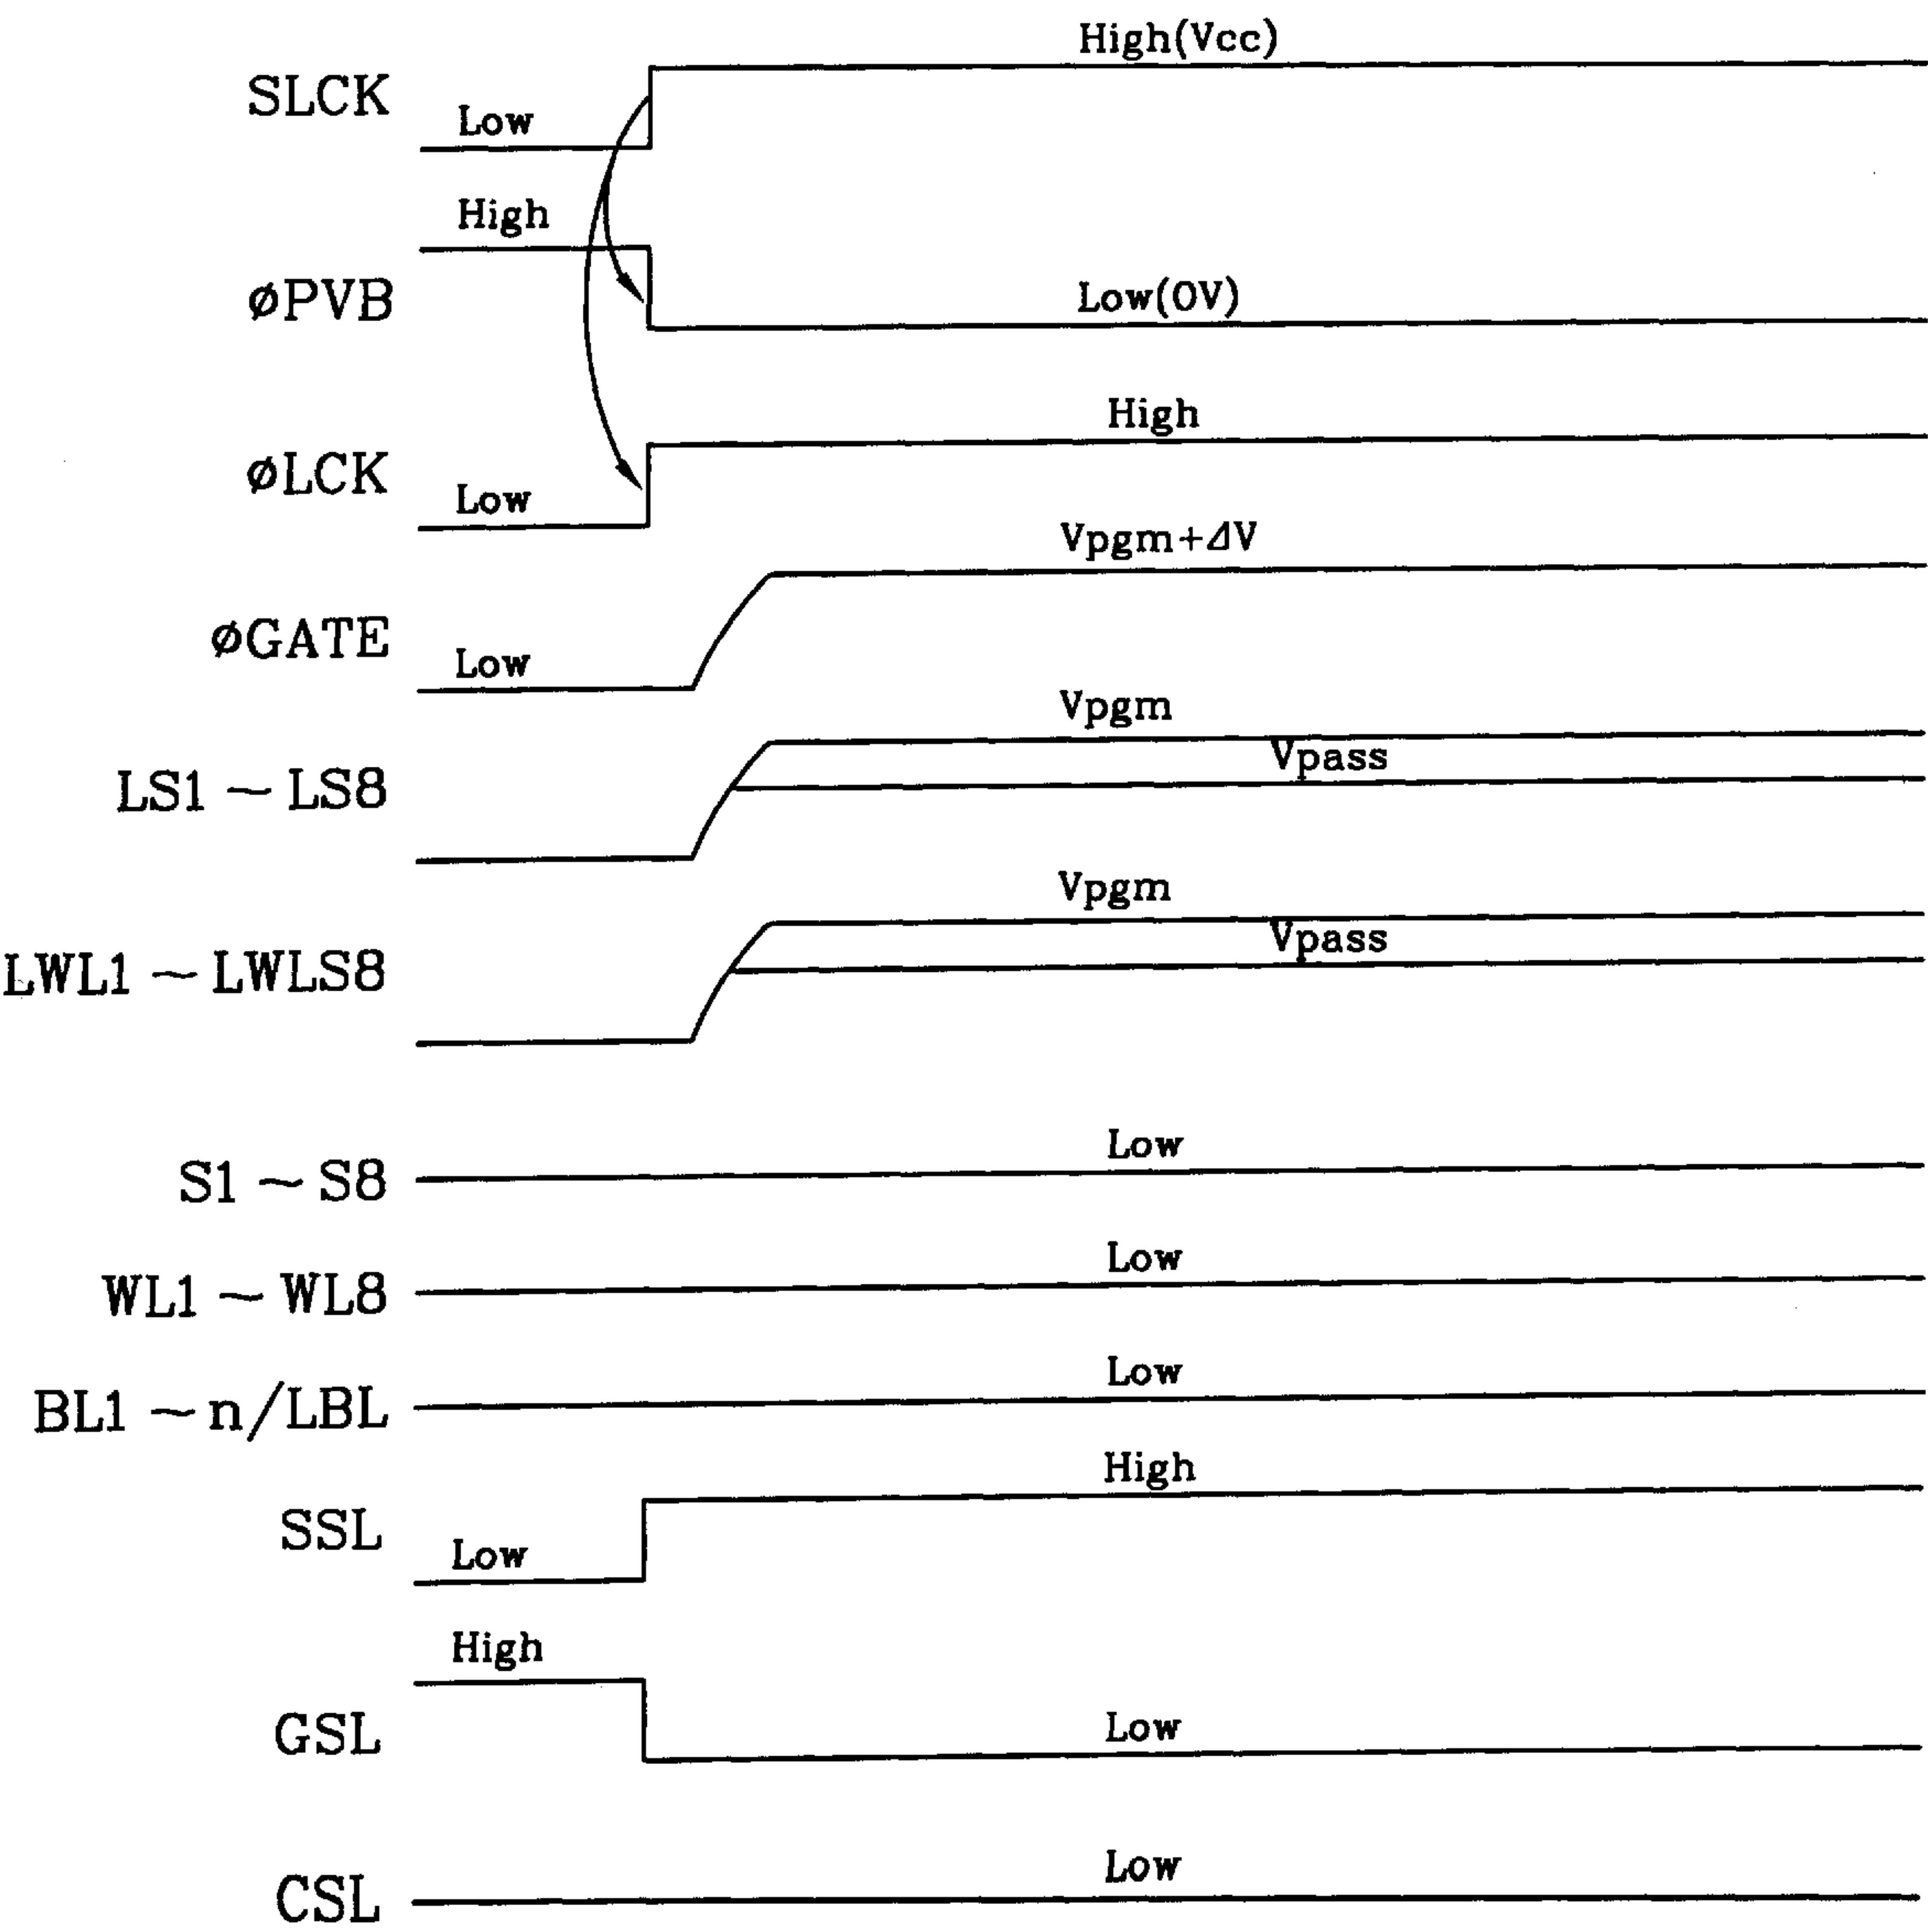 High(Vcc)
SLCK
Low
High
øPVB
Low(0V)
High
øLCK
Low
Vpgm+⊿V
øGATE
Low
Vpgm
Vpass
LS1 ~ LS8
Vpgm
Vpass
LWL1 ~ LWLS8
Low
S1 ~ S8
Low
WL1 ~ WL8
Low
BL1 ~ n/LBL
High
SSL
Low
High
GSL
Low
Low
CSL